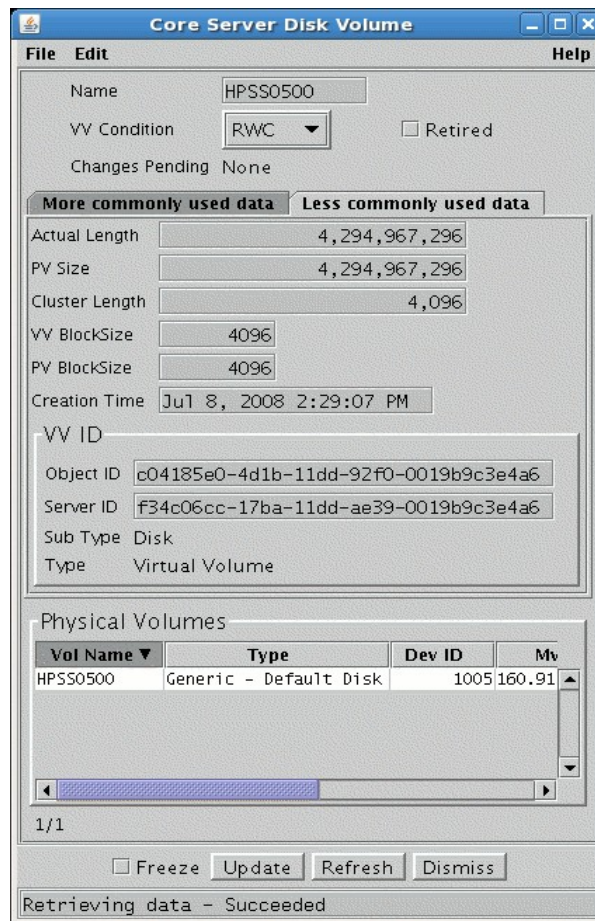 Core Server Disk Volume
File Edit Help
Name HPSS0500
VV Condition RWC Retired
Changes Pending None
More commonly used data Less commonly used data
Actual Length 4,294,967,296
PV Size 4,294,967,296
Cluster Length 4,096
VV BlockSize 4096
PV BlockSize 4096
Creation Time Jul 8, 2008 2:29:07 PM
VV ID
Object ID c04185e0-4d1b-11dd-92f0-0019b9c3e4a6
Server ID f34c06cc-17ba-11dd-ae39-0019b9c3e4a6
Sub Type Disk
Type Virtual Volume
Physical Volumes
Vol Name ▼ Type Dev ID Mv
HPSS0500 Generic - Default Disk 1005 160.91
1/1
Freeze Update Refresh Dismiss
Retrieving data - Succeeded